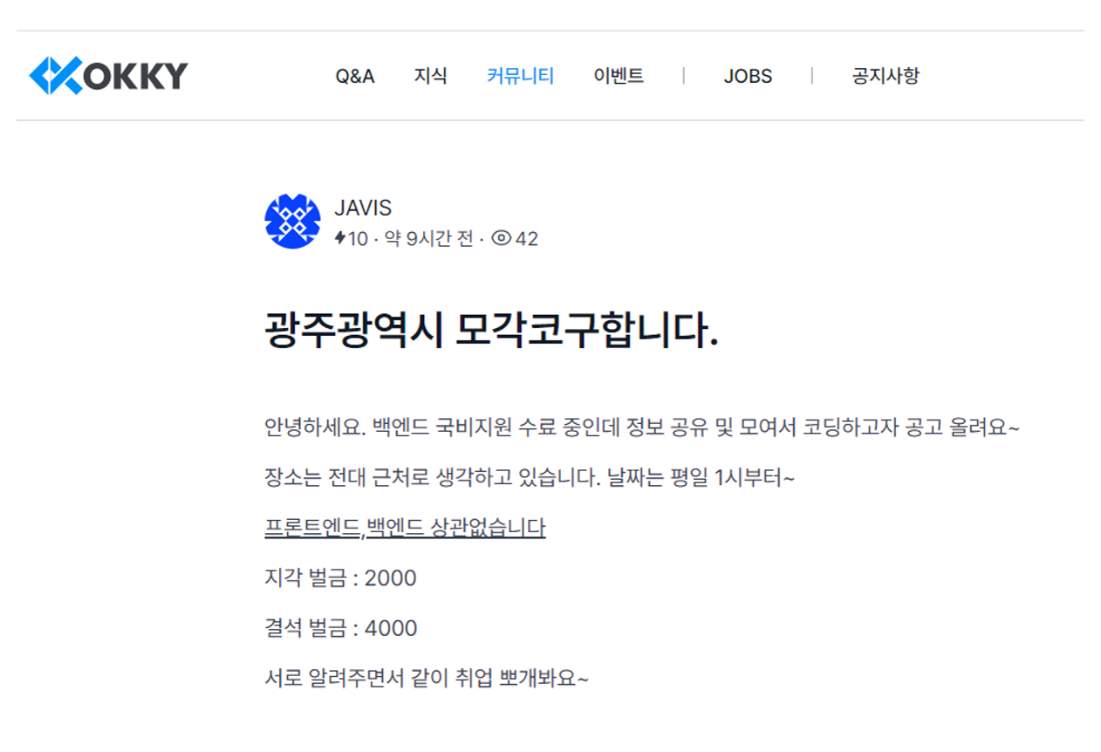 OKKY Q&A 지식 커뮤니티 이벤트 | JOBS | 공지사항
JAVIS
10 · 약 9시간 전 · 42
광주광역시 모각코구합니다.
안녕하세요. 백엔드 국비지원 수료 중인데 정보 공유 및 모여서 코딩하고자 공고 올려요~
장소는 전대 근처로 생각하고 있습니다. 날짜는 평일 1시부터~
프론트엔드,백엔드 상관없습니다
지각 벌금 : 2000
결석 벌금 : 4000
서로 알려주면서 같이 취업 뽀개봐요~